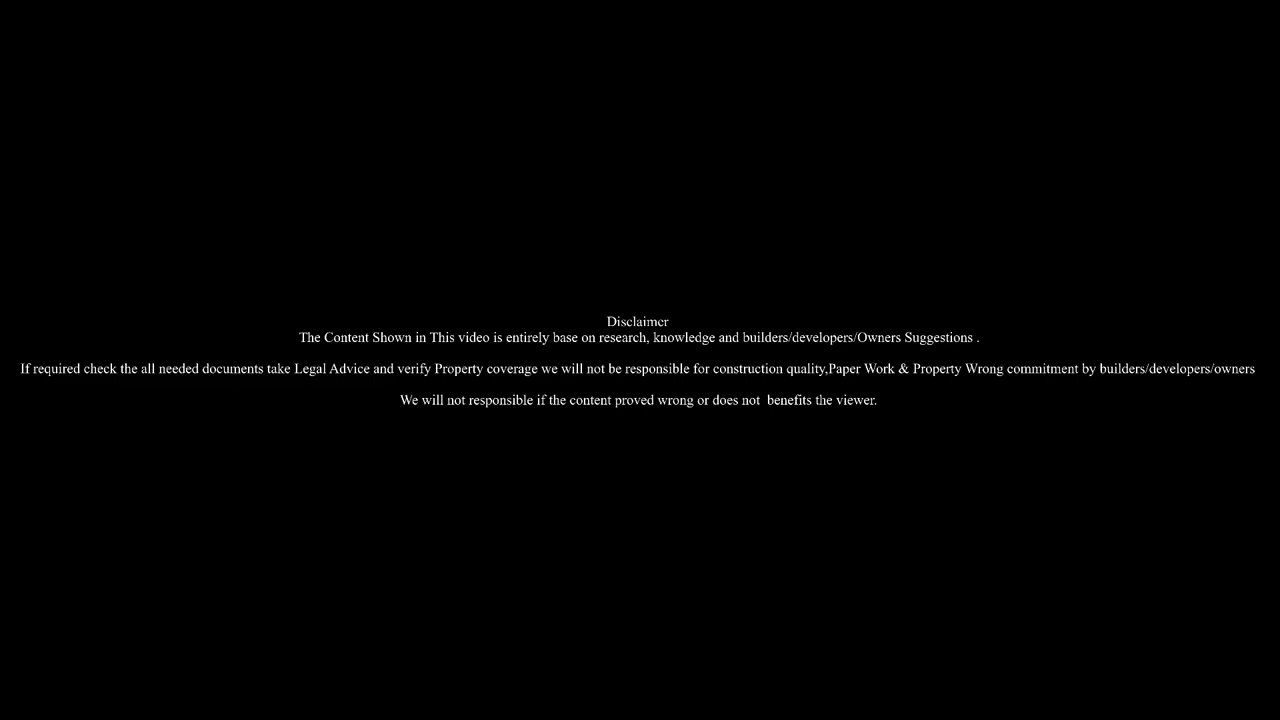 Disclaimer
The Content Shown in This video is entirely base on research, knowledge and builders/developers/Owners Suggestions .
If required check the all needed documents take Legal Advice and verify Property coverage we will not be responsible for construction quality,Paper Work & Property Wrong commitment by builders/developers/owners
We will not responsible if the content proved wrong or does not  benefits the viewer.